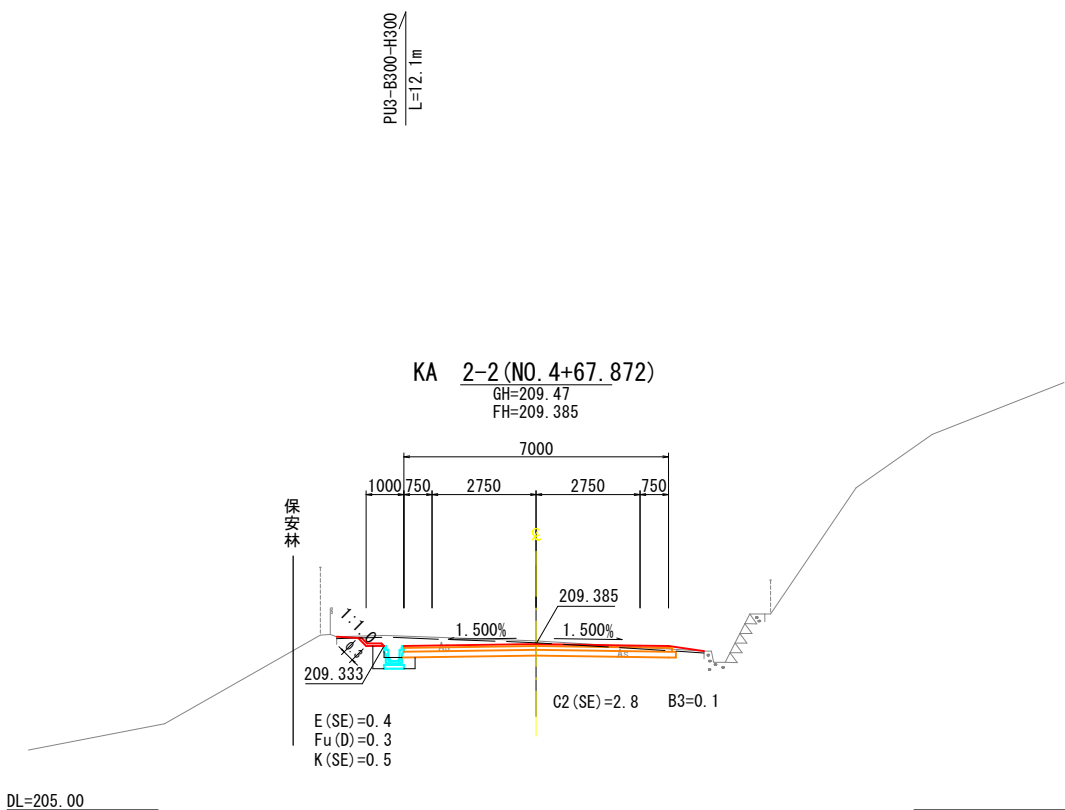 PU3-B300-H300
L=12.1m
KA 2-2(NO.4+67.872)
GH=209.47
FH=209.385
7000
1000 750 2750 2750 750
保安林
℄
209.385
1:1.0
1.500% 1.500%
As
209.333
C2(SE)=2.8 B3=0.1
E(SE)=0.4
Fu(D)=0.3
K(SE)=0.5
DL=205.00